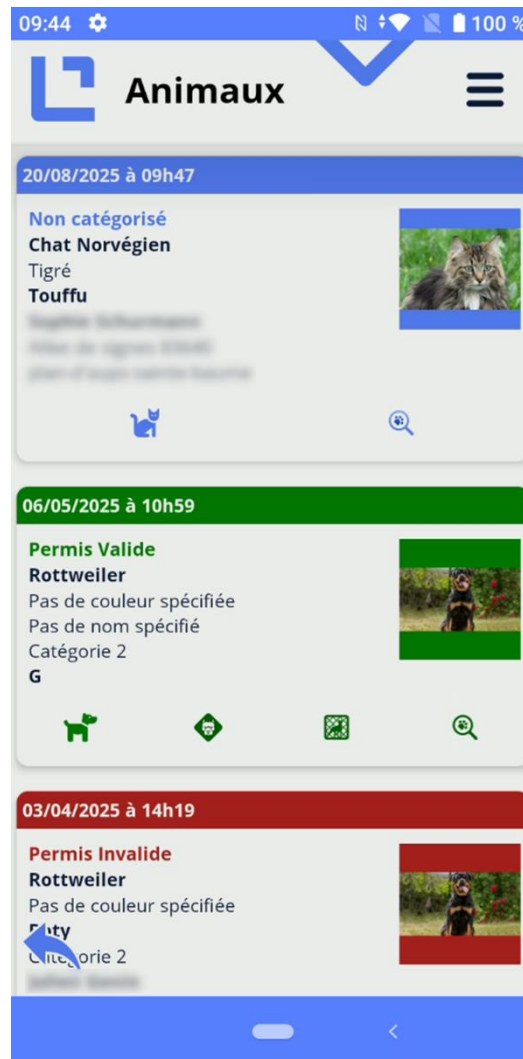 09:44
100 %
Animaux
20/08/2025 à 09h47
Non catégorisé
Chat Norvégien
Tigré
Touffu
06/05/2025 à 10h59
Permis Valide
Rottweiler
Pas de couleur spécifiée
Pas de nom spécifié
Catégorie 2
G
03/04/2025 à 14h19
Permis Invalide
Rottweiler
Pas de couleur spécifiée
Catégorie 2